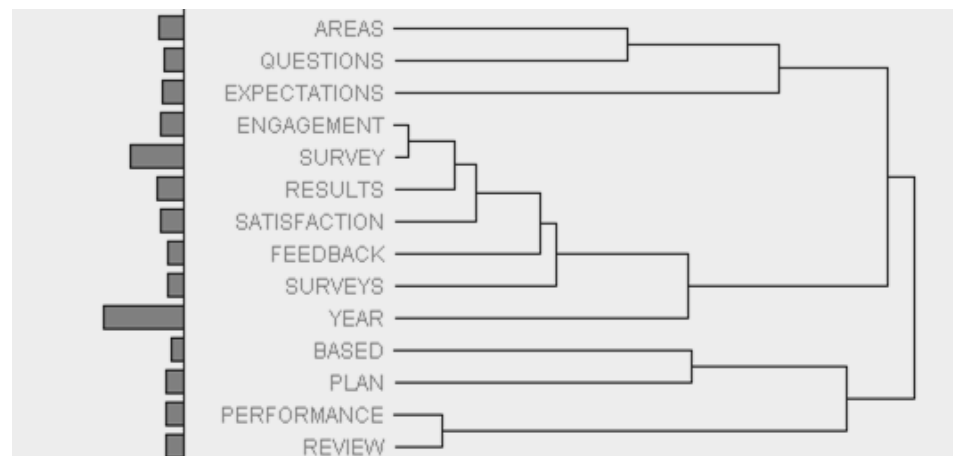 AREAS
QUESTIONS
EXPECTATIONS
ENGAGEMENT
SURVEY
RESULTS
SATISFACTION
FEEDBACK
SURVEYS
YEAR
BASED
PLAN
PERFORMANCE
REVIEW